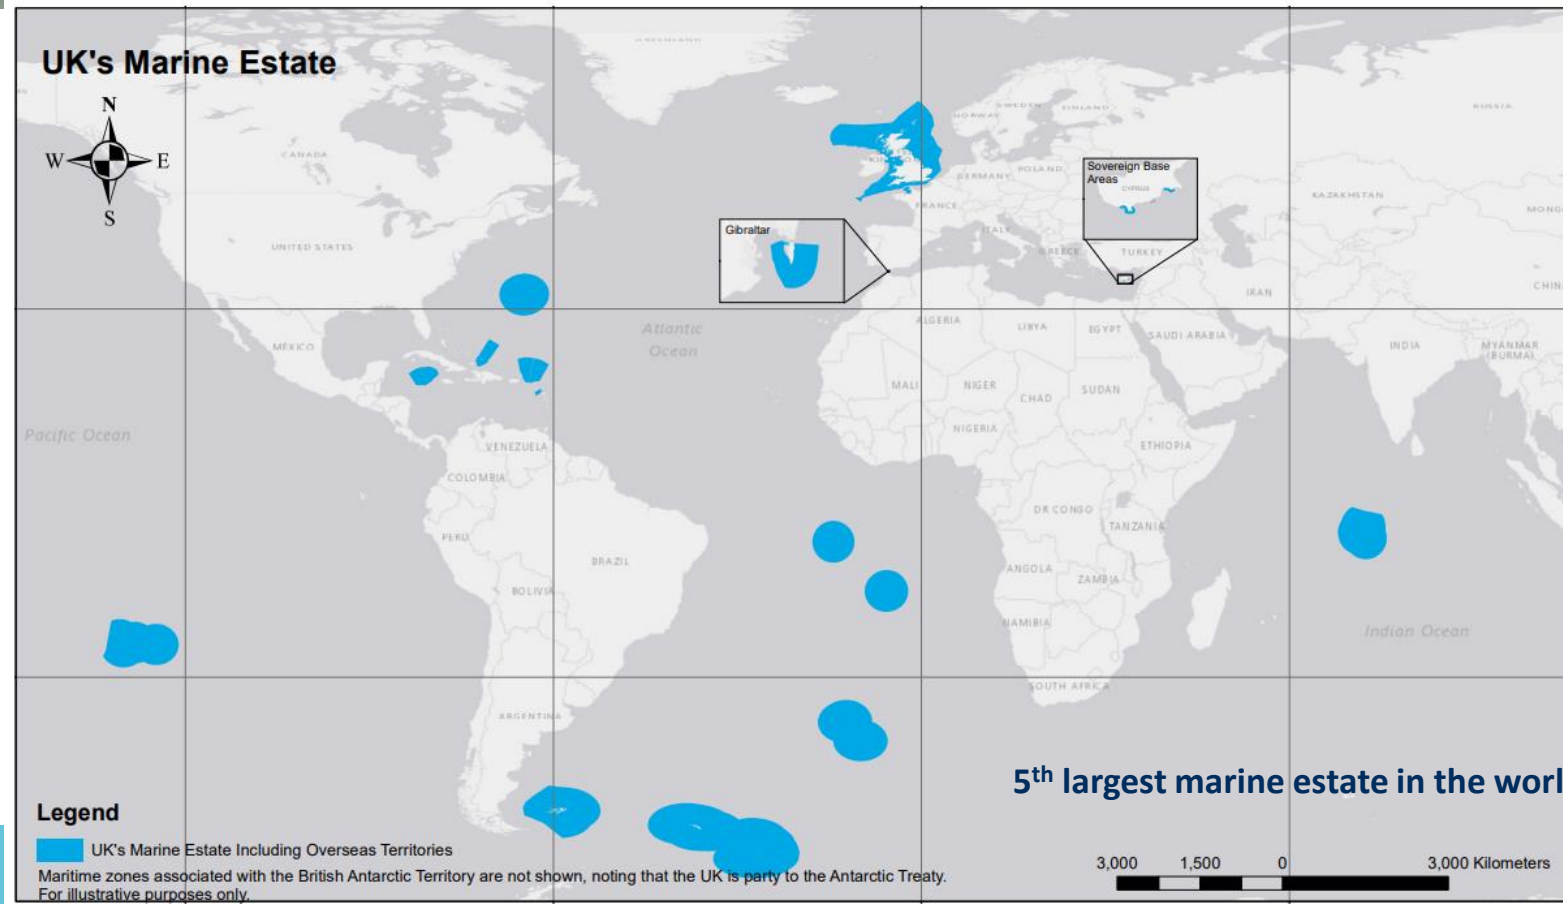 UK's Marine Estate
N
W E
S
GREENLAND
CANADA
UNITED STATES
MÉXICO
Pacific Ocean
Atlantic
Ocean
NORWAY
SWEDEN
FINLAND
RUSSIA
GERMANY
POLAND
FRANCE
ITALY
GREECE
TURKEY
KAZAKHSTAN
MONG
Sovereign Base
Areas
CYPRUS
Gibraltar
IRAN
CHIN
ALGERIA
LIBYA
EGYPT
SAUDI ARABIA
INDIA
MYANMAR
(BURMA)
MALI
NIGER
CHAD
SUDAN
NIGERIA
ETHIOPIA
VENEZUELA
COLOMBIA
PERU
BRAZIL
BOLIVIA
DR CONGO
TANZANIA
ANGOLA
ZAMBIA
NAMIBIA
SOUTH AFRICA
Indian Ocean
ARGENTINA
5th largest marine estate in the worl
Legend
UK's Marine Estate Including Overseas Territories
Maritime zones associated with the British Antarctic Territory are not shown, noting that the UK is party to the Antarctic Treaty.
For illustrative purposes only.
3,000 1,500 0 3,000 Kilometers